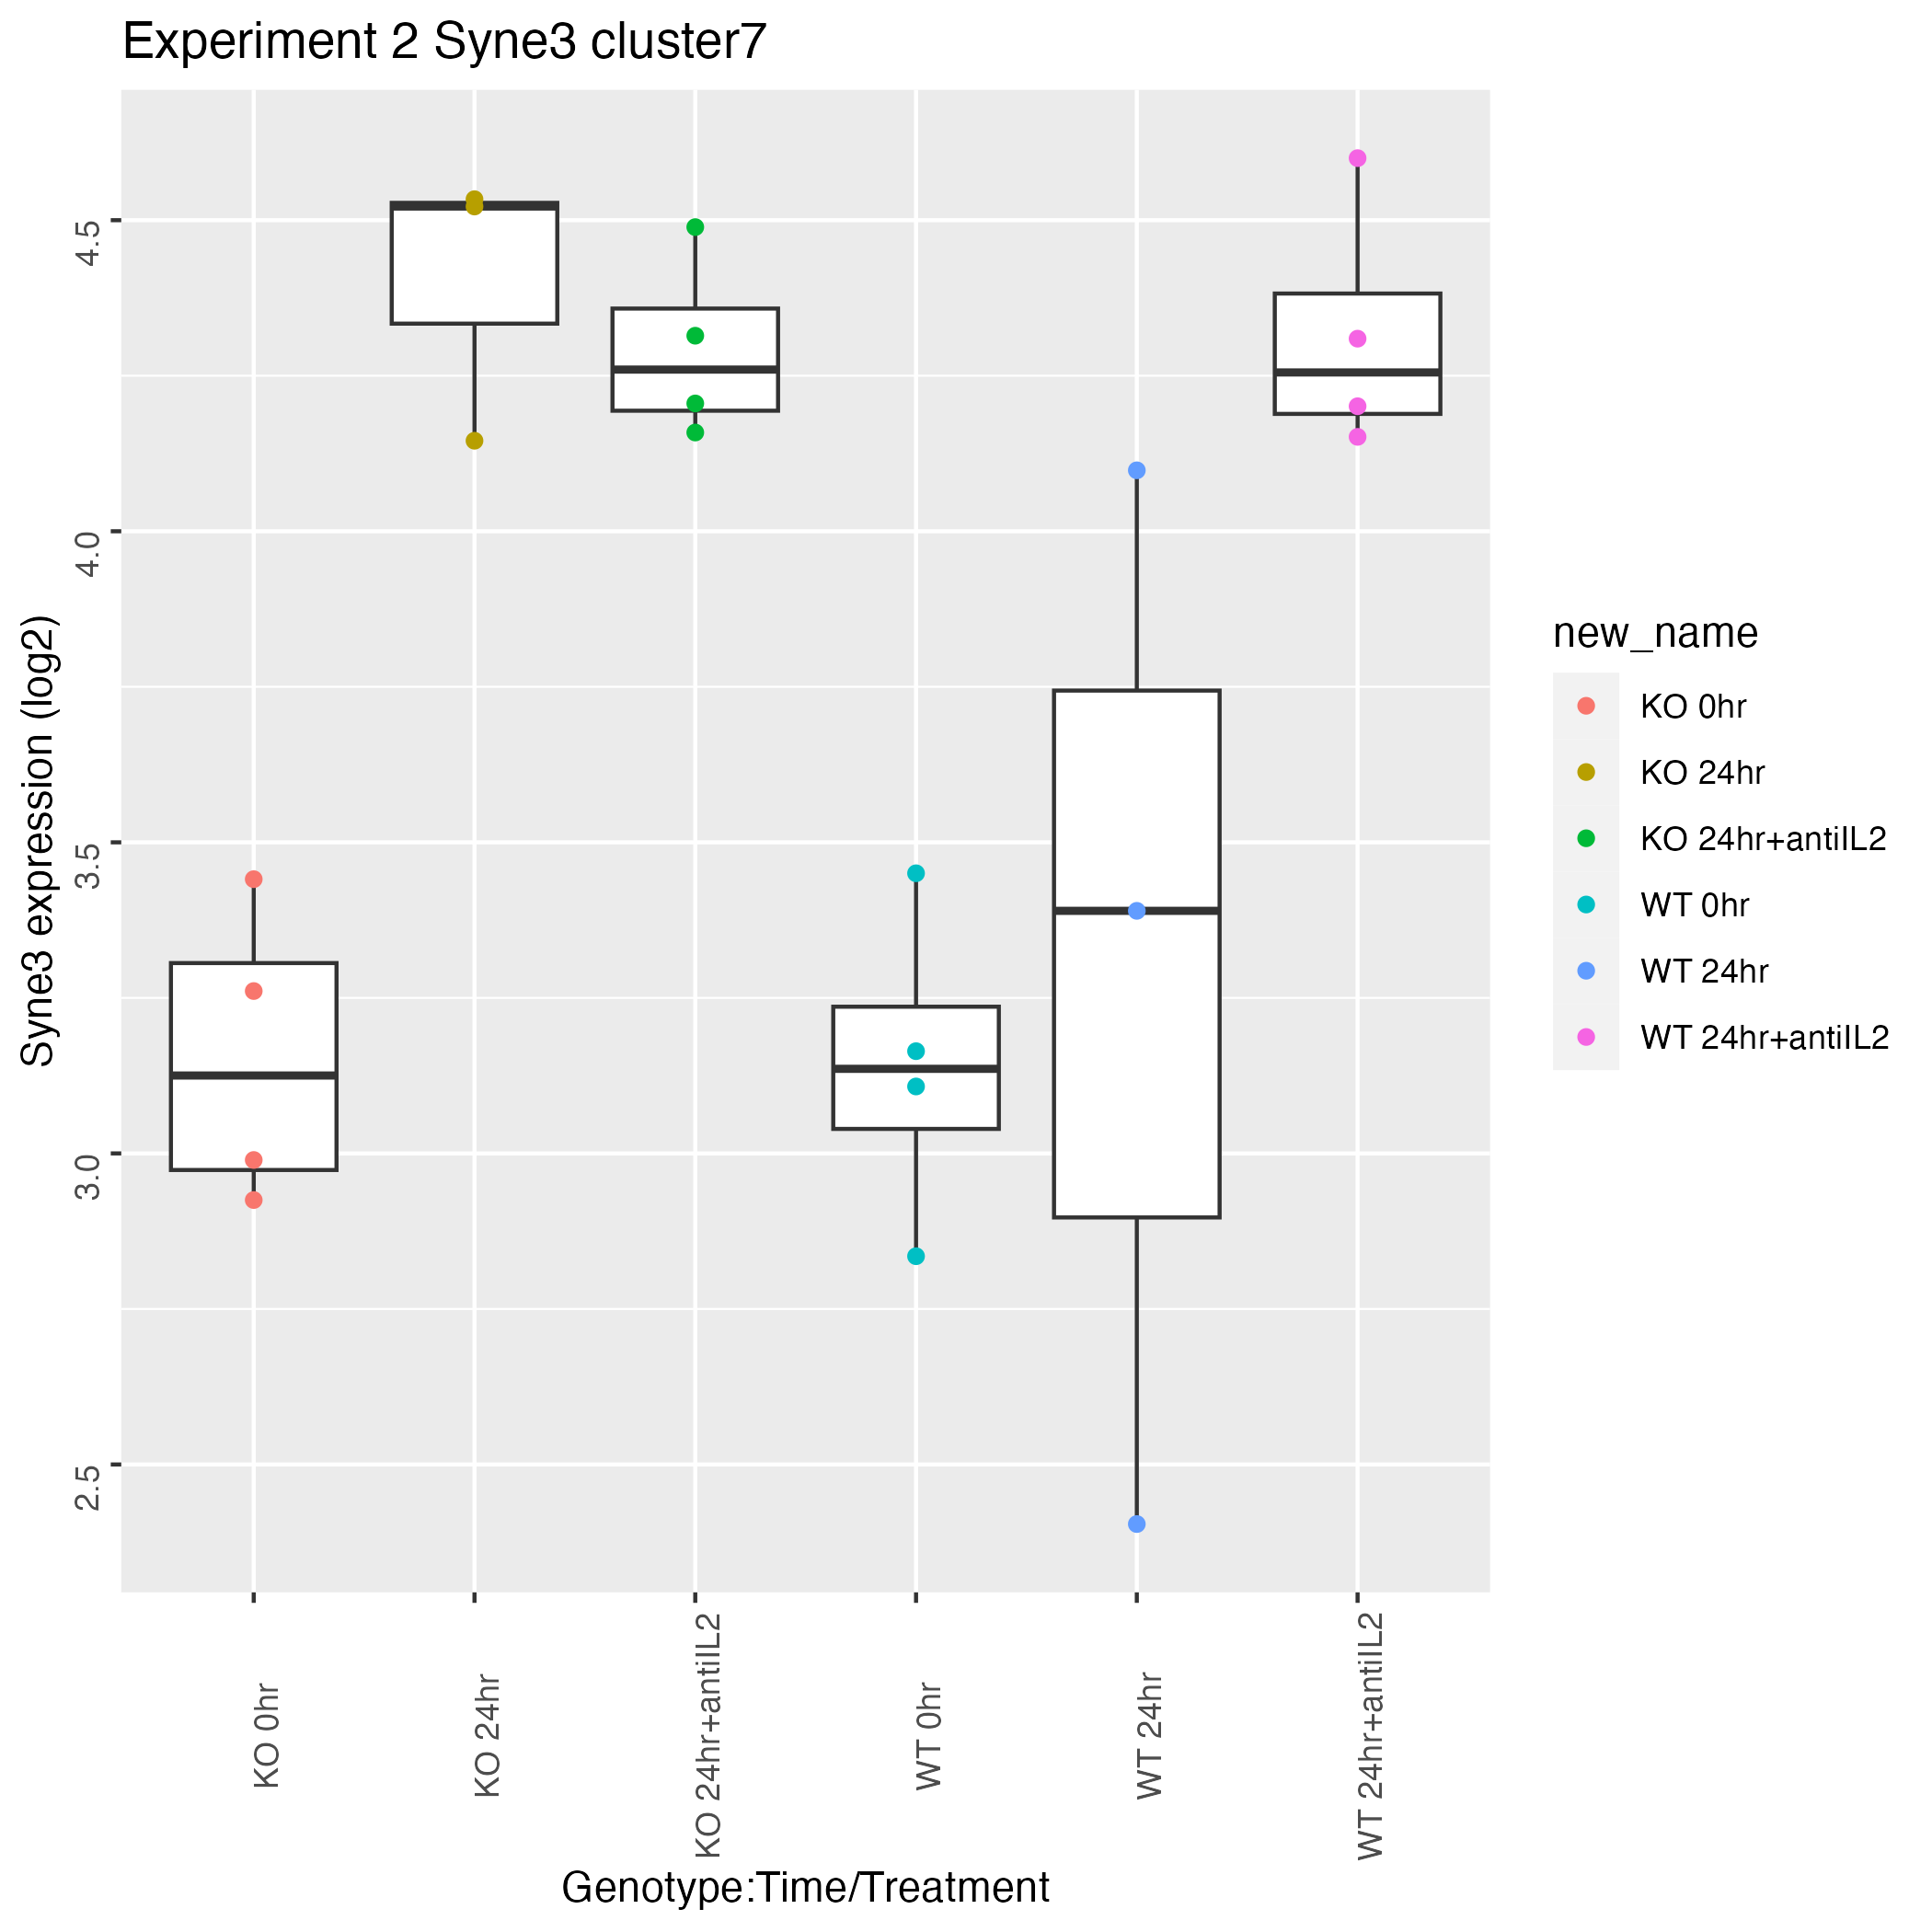 Experiment 2 Syne3 cluster7
Syne3 expression (log2)
4.5
4.0
3.5
3.0
2.5
KO 0hr
KO 24hr
KO 24hr+antiIL2
WT 0hr
WT 24hr
WT 24hr+antiIL2
Genotype:Time/Treatment
new_name
KO 0hr
KO 24hr
KO 24hr+antiIL2
WT 0hr
WT 24hr
WT 24hr+antiIL2